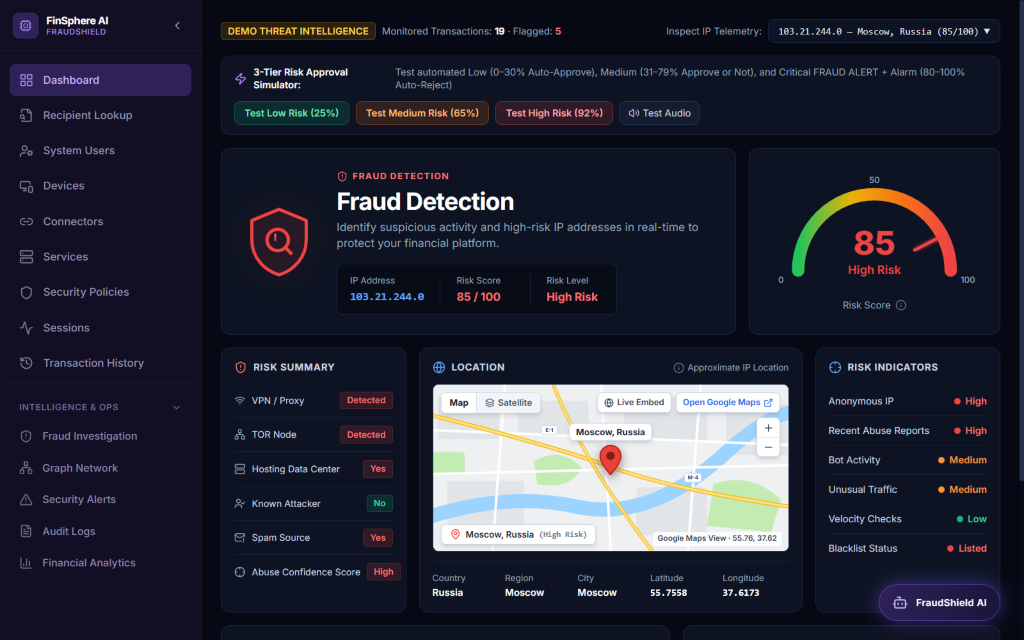 FinSphere AI
FRAUDSHIELD
Dashboard
Recipient Lookup
System Users
Devices
Connectors
Services
Security Policies
Sessions
Transaction History
INTELLIGENCE & OPS
Fraud Investigation
Graph Network
Security Alerts
Audit Logs
Financial Analytics
DEMO THREAT INTELLIGENCE
Monitored Transactions: 19 · Flagged: 5
Inspect IP Telemetry:
103.21.244.0 — Moscow, Russia (85/100) ▼
3-Tier Risk Approval
Simulator:
Test automated Low (0–30% Auto-Approve), Medium (31–79% Approve or Not), and Critical FRAUD ALERT + Alarm (80–100%
Auto-Reject)
Test Low Risk (25%)
Test Medium Risk (65%)
Test High Risk (92%)
Test Audio
FRAUD DETECTION
Fraud Detection
Identify suspicious activity and high-risk IP addresses in real-time to
protect your financial platform.
IP Address
103.21.244.0
Risk Score
85 / 100
Risk Level
High Risk
50
85
High Risk
0
100
Risk Score
RISK SUMMARY
VPN / Proxy Detected
TOR Node Detected
Hosting Data Center Yes
Known Attacker No
Spam Source Yes
Abuse Confidence Score High
LOCATION
Approximate IP Location
Map
Satellite
Live Embed
Open Google Maps
+
−
E-1
Moscow, Russia
M-4
Moscow, Russia (High Risk)
Google Maps View · 55.76, 37.62
Country
Russia
Region
Moscow
City
Moscow
Latitude
55.7558
Longitude
37.6173
RISK INDICATORS
Anonymous IP High
Recent Abuse Reports High
Bot Activity Medium
Unusual Traffic Medium
Velocity Checks Low
Blacklist Status Listed
FraudShield AI